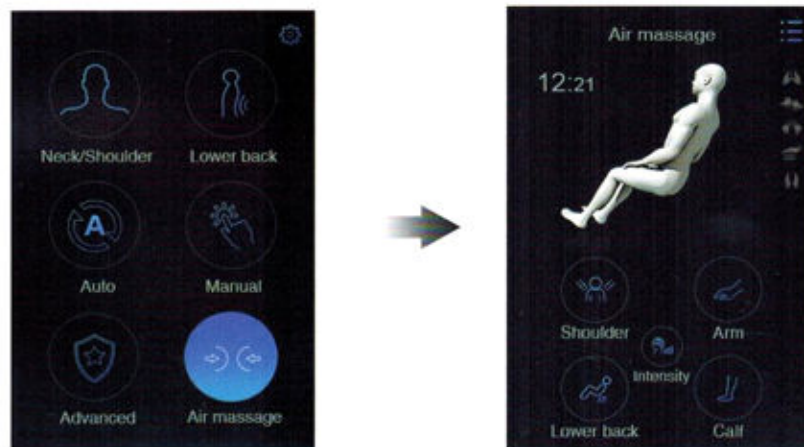 Neck/Shoulder
Lower back
Auto
A
Manual
Advanced
Air massage
Air massage
12:21
Shoulder
Arm
Intensity
Lower back
Calf